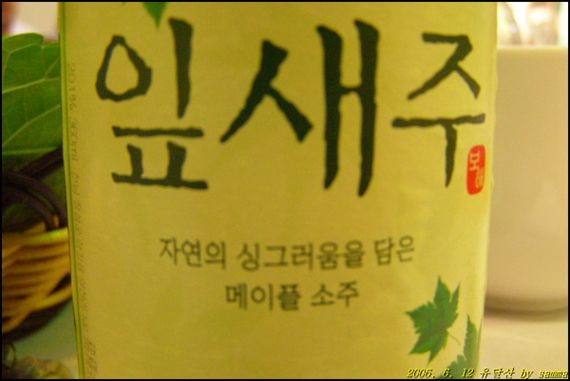 잎새주
보해
자연의 싱그러움을 담은
메이플 소주
2006. 6. 12 유달산 by samma